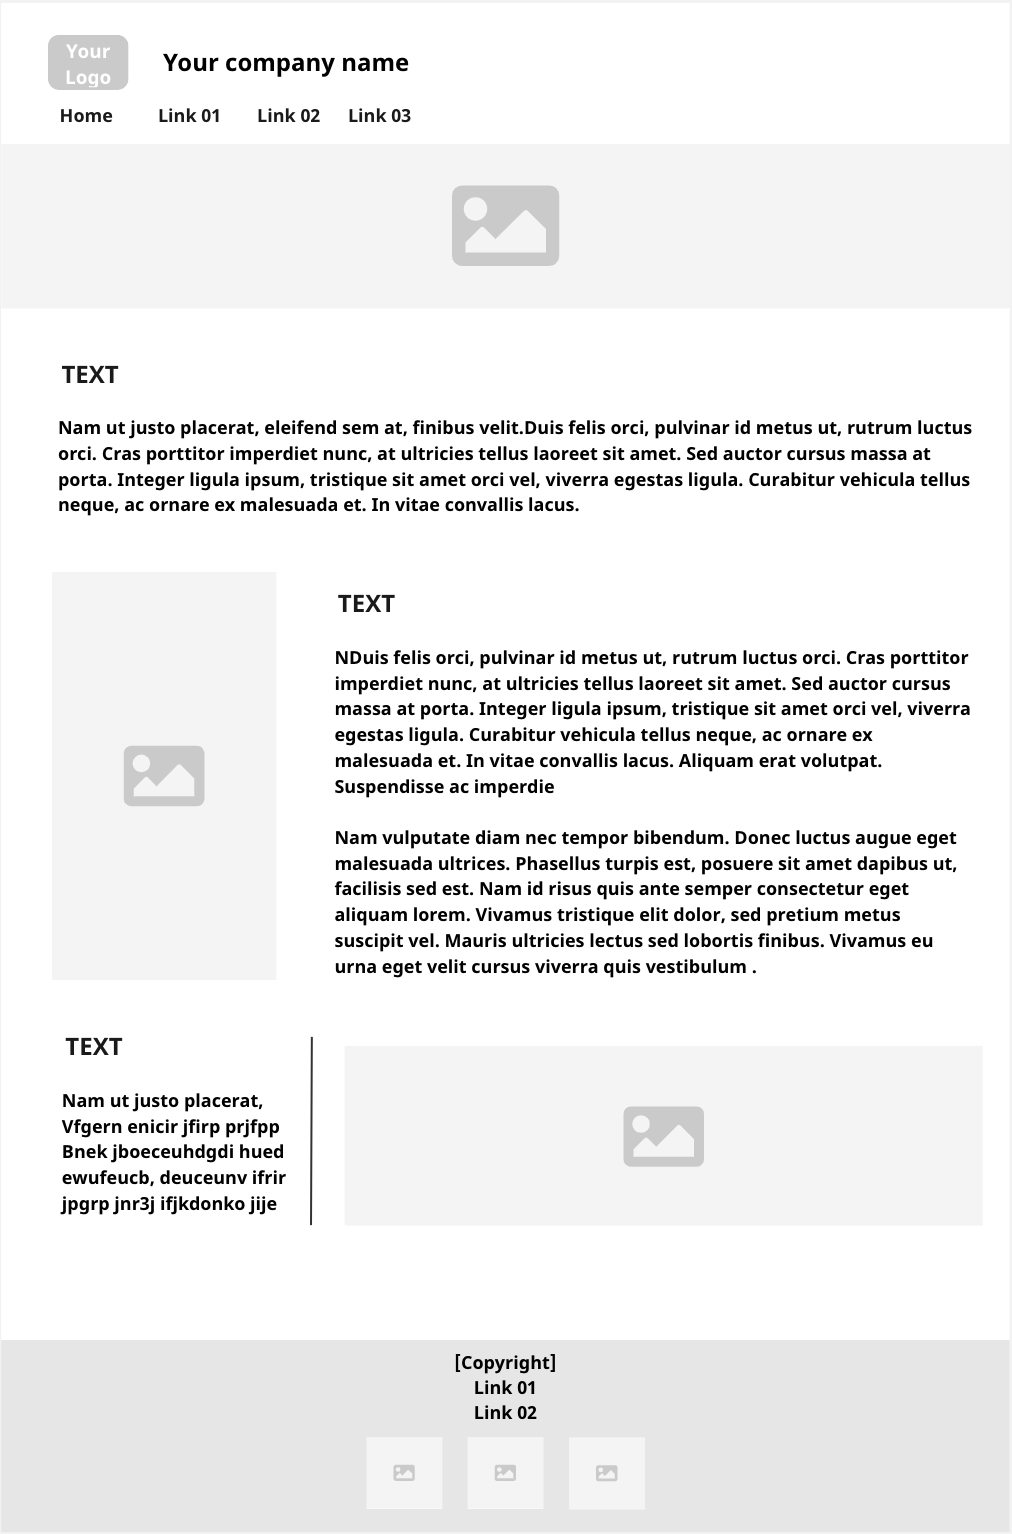 Your
Logo
Your company name
Home Link 01 Link 02 Link 03
TEXT
Nam ut justo placerat, eleifend sem at, finibus velit.Duis felis orci, pulvinar id metus ut, rutrum luctus
orci. Cras porttitor imperdiet nunc, at ultricies tellus laoreet sit amet. Sed auctor cursus massa at
porta. Integer ligula ipsum, tristique sit amet orci vel, viverra egestas ligula. Curabitur vehicula tellus
neque, ac ornare ex malesuada et. In vitae convallis lacus.
TEXT
NDuis felis orci, pulvinar id metus ut, rutrum luctus orci. Cras porttitor
imperdiet nunc, at ultricies tellus laoreet sit amet. Sed auctor cursus
massa at porta. Integer ligula ipsum, tristique sit amet orci vel, viverra
egestas ligula. Curabitur vehicula tellus neque, ac ornare ex
malesuada et. In vitae convallis lacus. Aliquam erat volutpat.
Suspendisse ac imperdie
Nam vulputate diam nec tempor bibendum. Donec luctus augue eget
malesuada ultrices. Phasellus turpis est, posuere sit amet dapibus ut,
facilisis sed est. Nam id risus quis ante semper consectetur eget
aliquam lorem. Vivamus tristique elit dolor, sed pretium metus
suscipit vel. Mauris ultricies lectus sed lobortis finibus. Vivamus eu
urna eget velit cursus viverra quis vestibulum .
TEXT
Nam ut justo placerat,
Vfgern enicir jfirp prjfpp
Bnek jboeceuhdgdi hued
ewufeucb, deuceunv ifrir
jpgrp jnr3j ifjkdonko jije
[Copyright]
Link 01
Link 02